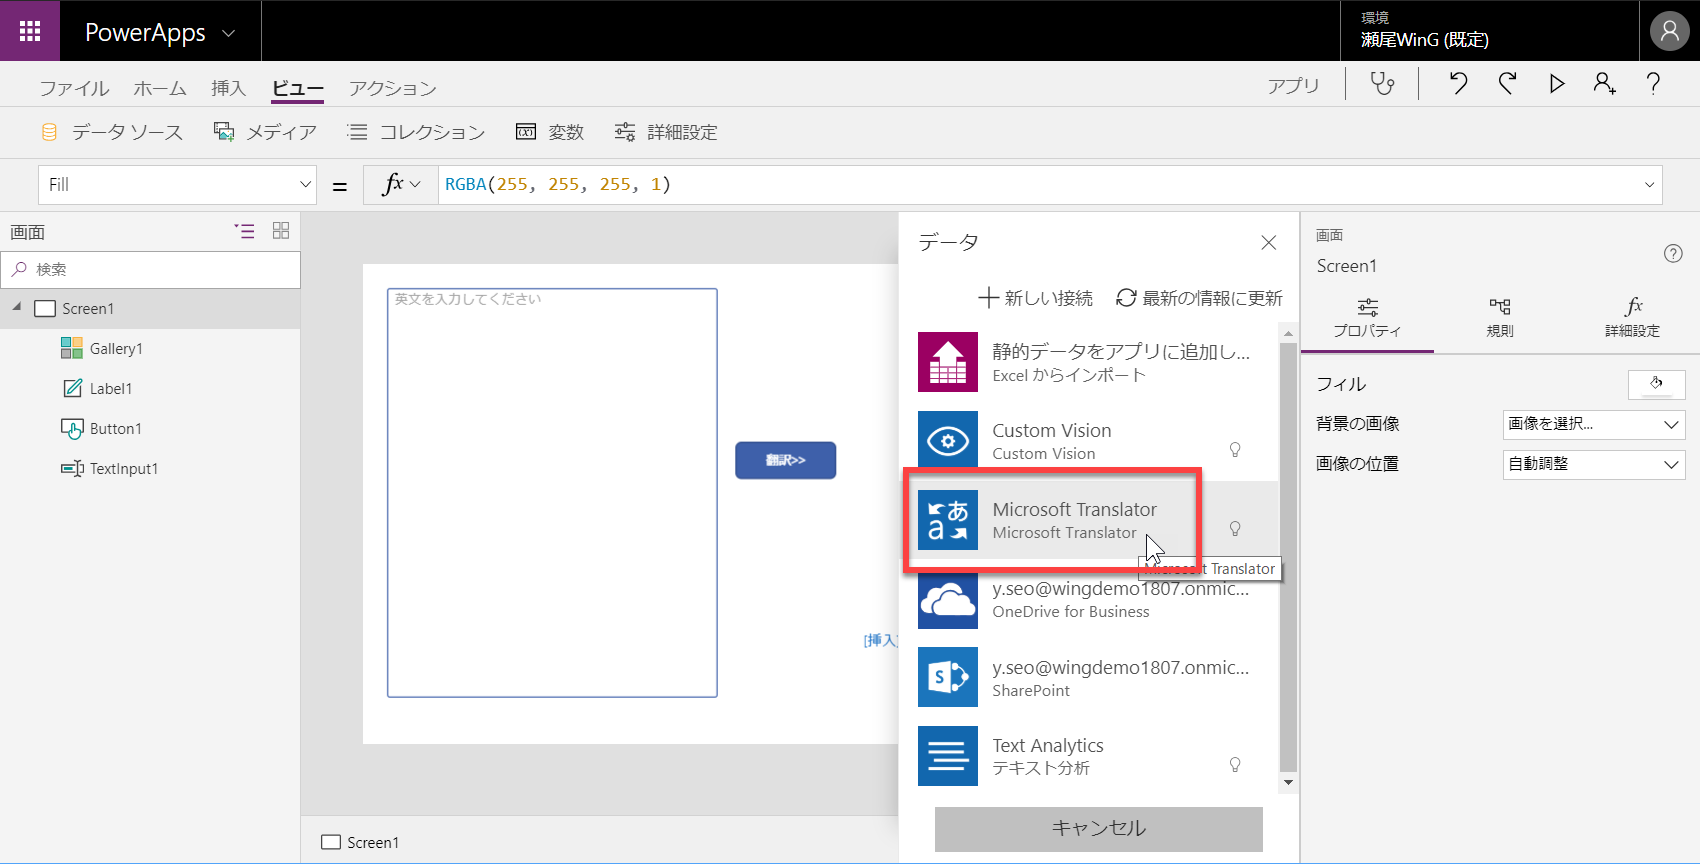 PowerApps
環境
瀬尾WinG (既定)
ファイル ホーム 挿入 ビュー アクション
アプリ
データ ソース メディア コレクション 変数 詳細設定
Fill
=
fx
RGBA(255, 255, 255, 1)
画面
検索
Screen1
Gallery1
Label1
Button1
TextInput1
英文を入力してください
翻訳>>
[挿入]
Screen1
データ
新しい接続 最新の情報に更新
静的データをアプリに追加し...
Excel からインポート
Custom Vision
Custom Vision
Microsoft Translator
Microsoft Translator
Microsoft Translator
y.seo@wingdemo1807.onmic...
OneDrive for Business
y.seo@wingdemo1807.onmic...
SharePoint
Text Analytics
テキスト分析
キャンセル
画面
Screen1
プロパティ 規則 詳細設定
フィル
背景の画像 画像を選択...
画像の位置 自動調整